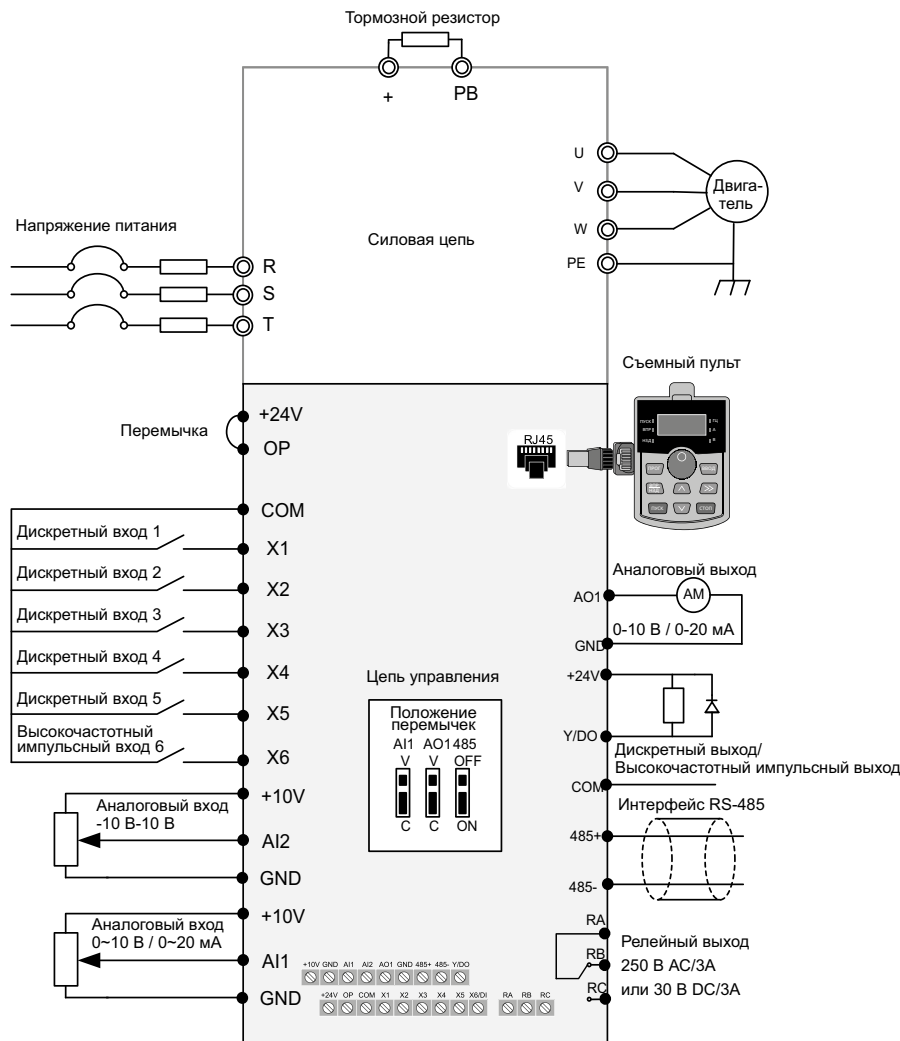 Тормозной резистор
+
PB
U
V
W
PE
Двига-
тель
Напряжение питания
Силовая цепь
R
S
T
Съемный пульт
Перемычка
+24V
OP
RJ45
ПУСК
ВПР
ГЦ
А
В
ПУСК
СТОП
COM
Дискретный вход 1
X1
Дискретный вход 2
X2
Дискретный вход 3
X3
Дискретный вход 4
X4
Дискретный вход 5
X5
Высокочастотный
импульсный вход 6
X6
Аналоговый выход
AO1
AM
0-10 В / 0-20 мА
GND
Цепь управления
+24V
Y/DO
Дискретный выход/
Высокочастотный импульсный выход
COM
Положение
перемычек
AI1 AO1 485
V V OFF
C C ON
+10V
Аналоговый вход
-10 В-10 В
AI2
GND
Интерфейс RS-485
485+
485-
+10V
Аналоговый вход
0~10 В / 0~20 мА
AI1
GND
RA
RB
RC
Релейный выход
250 В AC/3A
или 30 В DC/3A
+10V GND AI1 AI2 AO1 GND 485+ 485- Y/DO
+24V OP COM X1 X2 X3 X4 X5 X6/DI RA RB RC